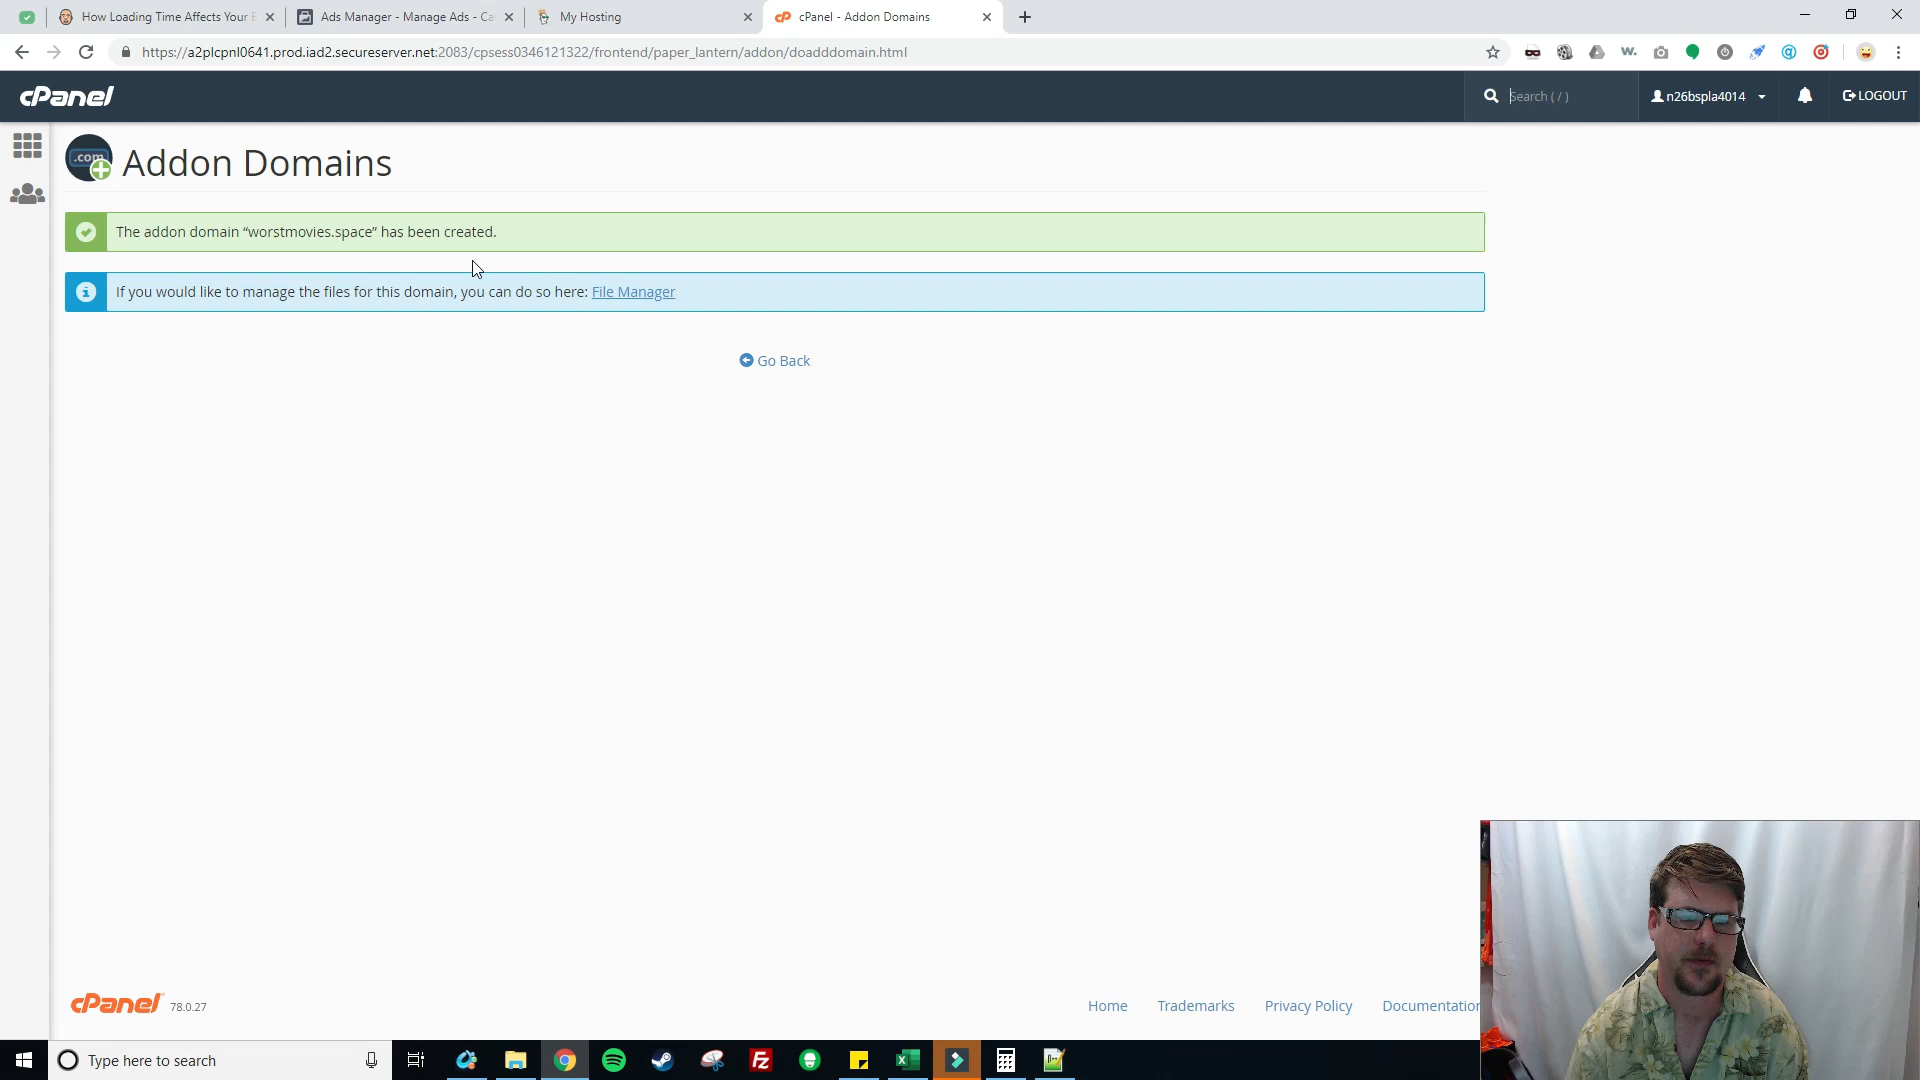 How Loading Time Affects Your B
Ads Manager - Manage Ads - Ca
My Hosting
cPanel - Addon Domains
https://a2plcpnl0641.prod.iad2.secureserver.net:2083/cpsess0346121322/frontend/paper_lantern/addon/doadddomain.html
cPanel
Search ( / )
n26bspla4014
LOGOUT
.com
Addon Domains
The addon domain “worstmovies.space” has been created.
If you would like to manage the files for this domain, you can do so here: File Manager
Go Back
cPanel 78.0.27
Home
Trademarks
Privacy Policy
Documentation
Type here to search